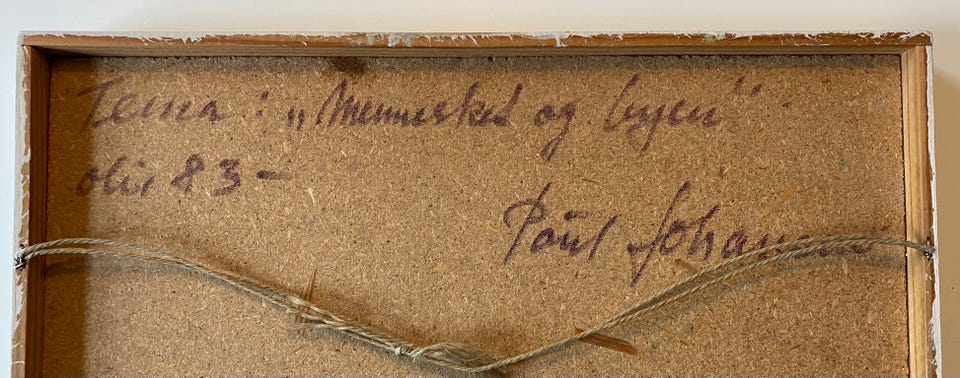 Tema: „Mennesket og byen”
olie 83 –
Poul Johansen